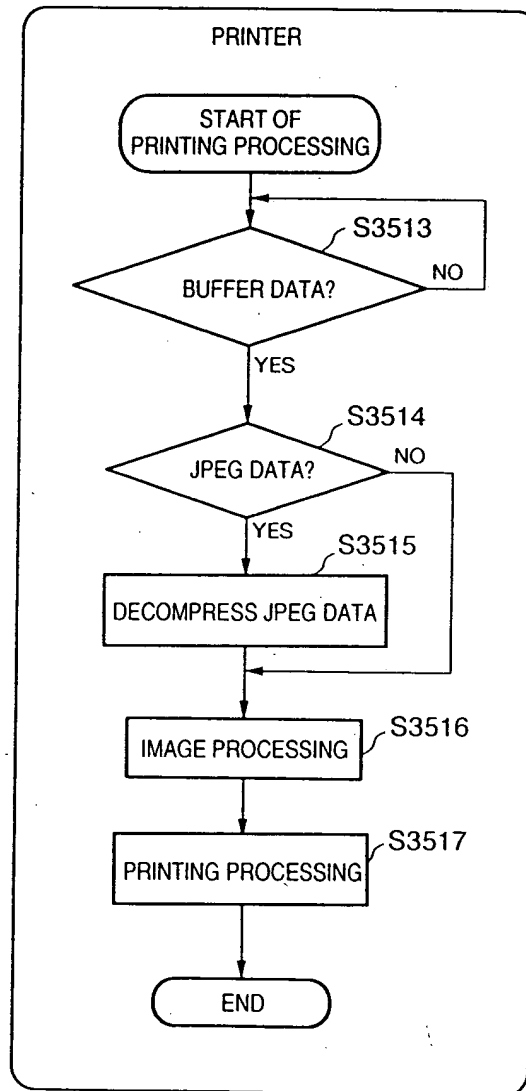 PRINTER
START OF
PRINTING PROCESSING
S3513
BUFFER DATA?
NO
YES
S3514
JPEG DATA?
NO
YES
S3515
DECOMPRESS JPEG DATA
S3516
IMAGE PROCESSING
S3517
PRINTING PROCESSING
END